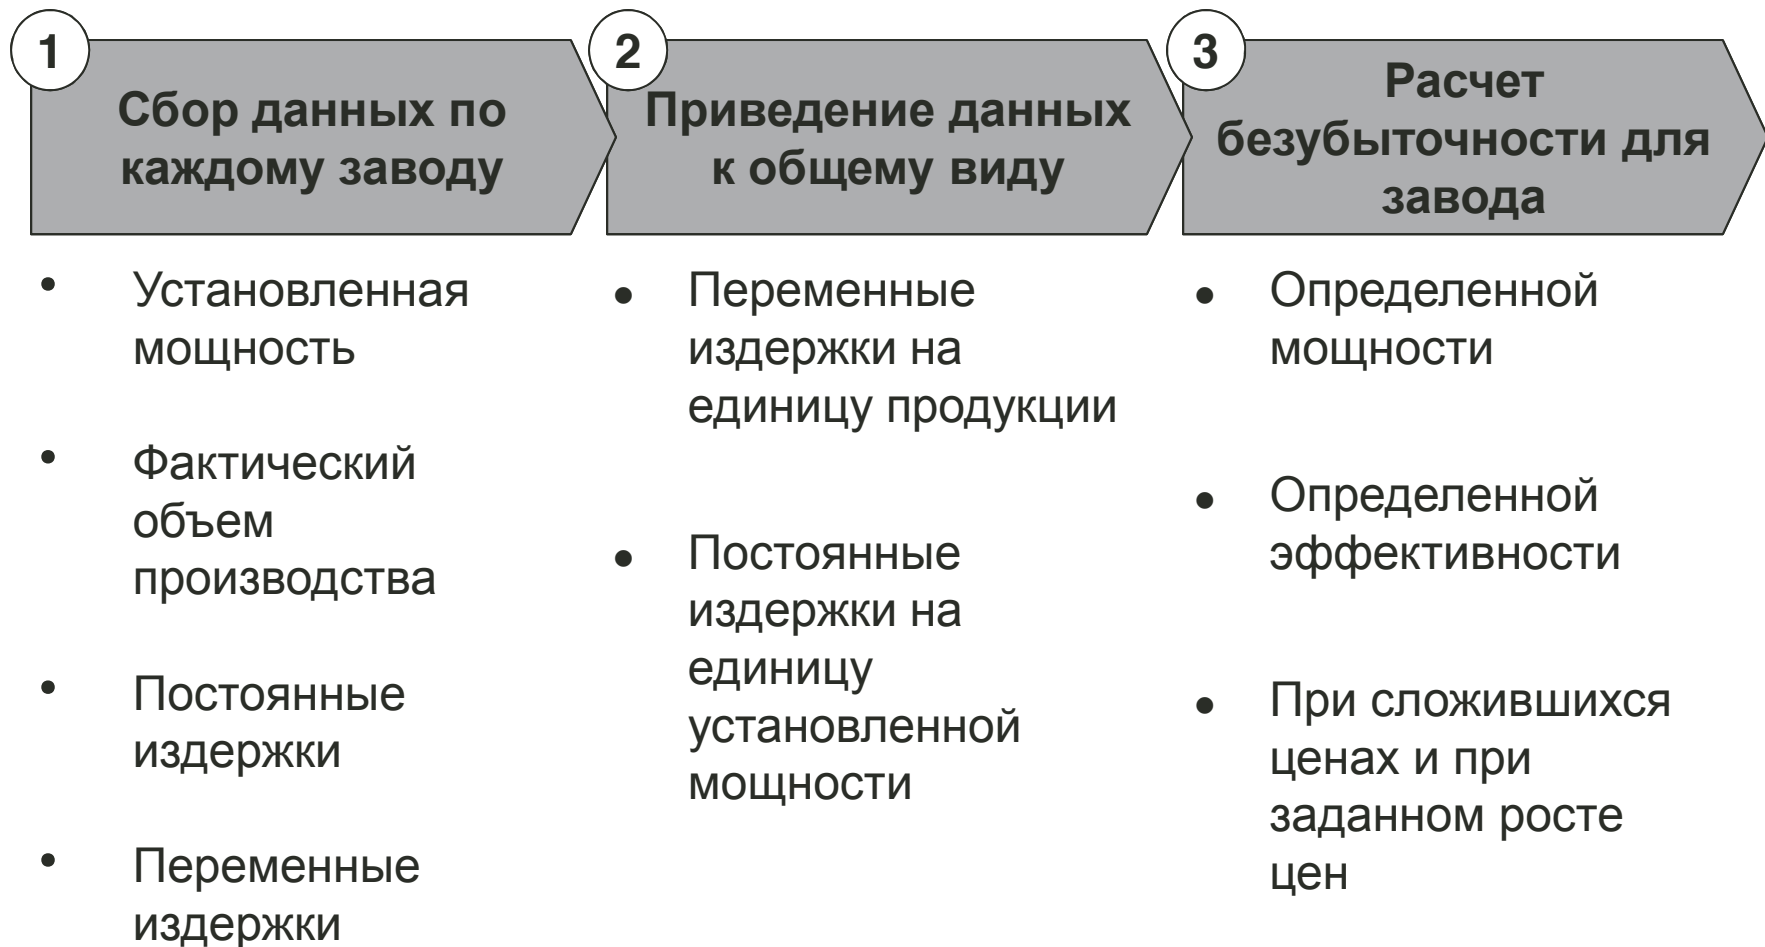 1
Сбор данных по
каждому заводу
2
Приведение данных
к общему виду
3
Расчет
безубыточности для
завода
• Установленная
мощность
• Фактический
объем
производства
• Постоянные
издержки
• Переменные
издержки
• Переменные
издержки на
единицу продукции
• Постоянные
издержки на
единицу
установленной
мощности
• Определенной
мощности
• Определенной
эффективности
• При сложившихся
ценах и при
заданном росте
цен